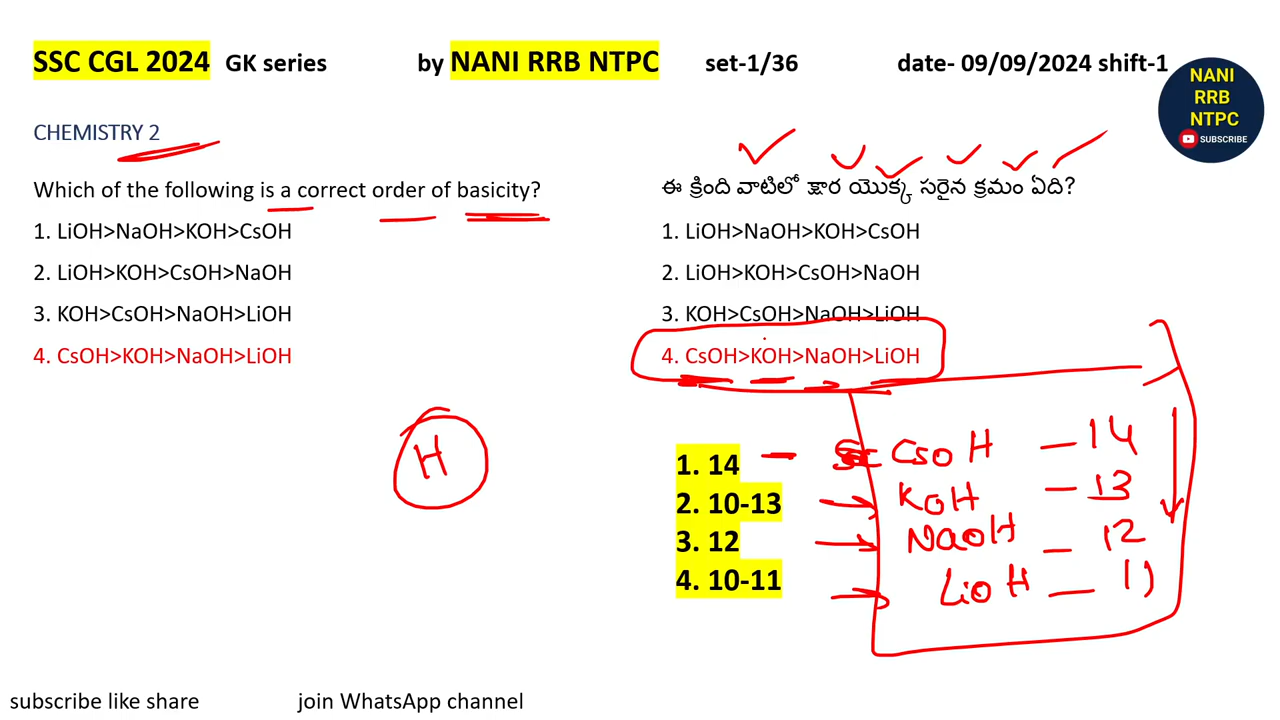 SSC CGL 2024 GK series by NANI RRB NTPC set-1/36 date- 09/09/2024 shift-1
NANI
RRB
NTPC
SUBSCRIBE
CHEMISTRY 2
Which of the following is a correct order of basicity?
1. LiOH>NaOH>KOH>CsOH
2. LiOH>KOH>CsOH>NaOH
3. KOH>CsOH>NaOH>LiOH
4. CsOH>KOH>NaOH>LiOH
ఈ క్రింది వాటిలో క్షార యొక్క సరైన క్రమం ఏది?
1. LiOH>NaOH>KOH>CsOH
2. LiOH>KOH>CsOH>NaOH
3. KOH>CsOH>NaOH>LiOH
4. CsOH>KOH>NaOH>LiOH
H
1. 14 - CsOH - 14
2. 10-13 KOH - 13
3. 12 NaOH - 12
4. 10-11 LiOH - 11
subscribe like share join WhatsApp channel